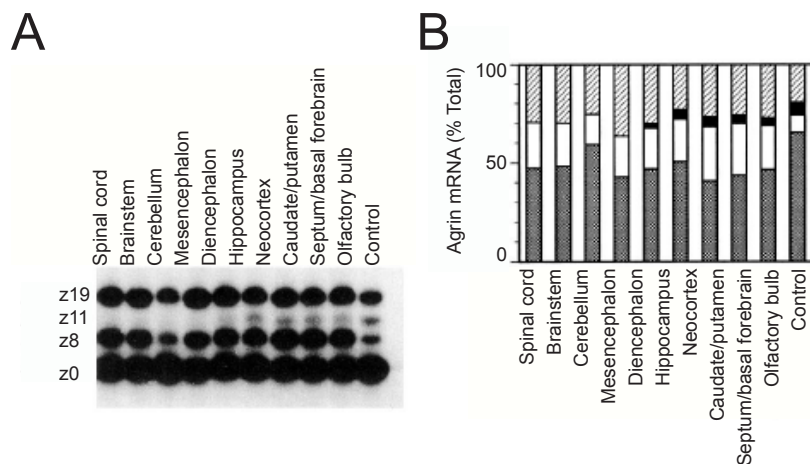 A
Spinal cord
Brainstem
Cerebellum
Mesencephalon
Diencephalon
Hippocampus
Neocortex
Caudate/putamen
Septum/basal forebrain
Olfactory bulb
Control
z19
z11
z8
z0
B
Agrin mRNA (% Total)
100
50
0
Spinal cord
Brainstem
Cerebellum
Mesencephalon
Diencephalon
Hippocampus
Neocortex
Caudate/putamen
Septum/basal forebrain
Olfactory bulb
Control